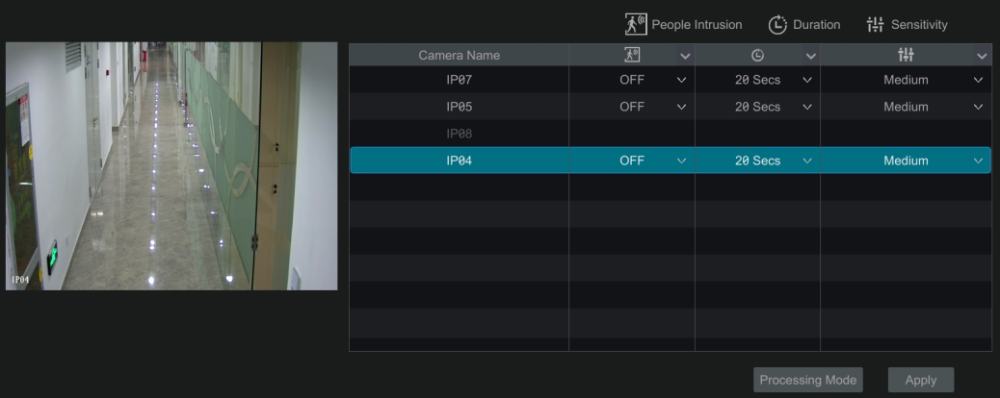 People Intrusion Duration Sensitivity
Camera Name
IP07 OFF 20 Secs Medium
IP05 OFF 20 Secs Medium
IP08
IP04 OFF 20 Secs Medium
IP04
Processing Mode Apply